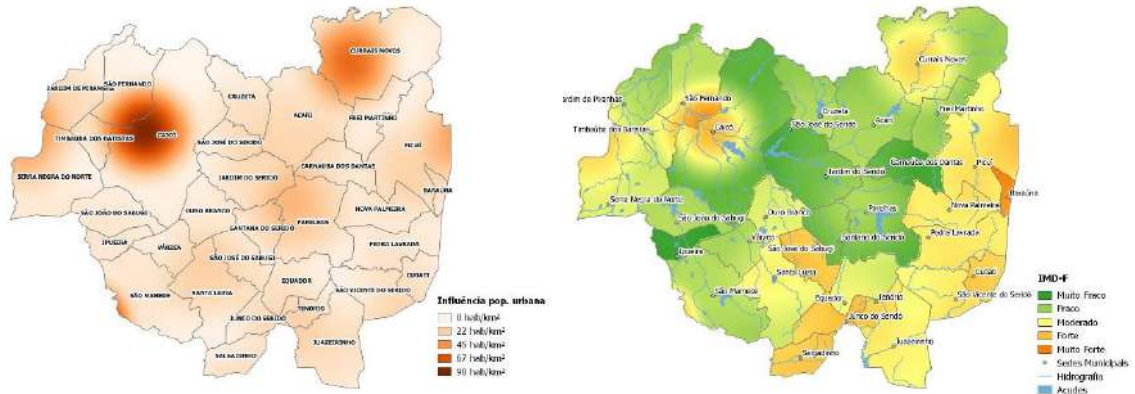 CURRAIS NOVOS
SÃO FERNANDO
JARDIM DE PIRANHAS
CRUZETA
ACARI
FREI MARTINHO
TIMBAÚBA DOS BATISTAS
CAICÓ
SÃO JOSÉ DO SERIDÓ
PICUÍ
CARNAÚBA DOS DANTAS
SERRA NEGRA DO NORTE
JARDIM DO SERIDÓ
BARAÚNA
SÃO JOÃO DO SABUGI
OURO BRANCO
PARELHAS
NOVA PALMEIRA
SANTANA DO SERIDÓ
IPUEIRA
VÁRZEA
PEDRA LAVRADA
SÃO JOSÉ DO SABUGI
CUBATI
EQUADOR
SÃO MAMEDE
SANTA LUZIA
SÃO VICENTE DO SERIDÓ
TENÓRIO
JUNCO DO SERIDÓ
JUAZEIRINHO
SALGADINHO
Influência pop. urbana
0 hab/km²
22 hab/km²
45 hab/km²
67 hab/km²
90 hab/km²
Currais Novos
Jardim de Piranhas
São Fernando
Cruzeta
Frei Martinho
Timbaúba dos Batistas
Caicó
São José do Seridó
Acari
Carnaúba dos Dantas
Picuí
Jardim do Seridó
Baraúna
Serra Negra do Norte
São João do Sabugi
Ouro Branco
Parelhas
Nova Palmeira
Várzea
Santana do Seridó
Pedra Lavrada
Ipueira
São José do Sabugi
Santa Luzia
Cubati
São Mamede
Equador
Tenório
São Vicente do Seridó
Junco do Seridó
Juazeirinho
Salgadinho
IMD-F
Muito Fraco
Fraco
Moderado
Forte
Muito Forte
Sedes Municipais
Hidrografia
Açudes